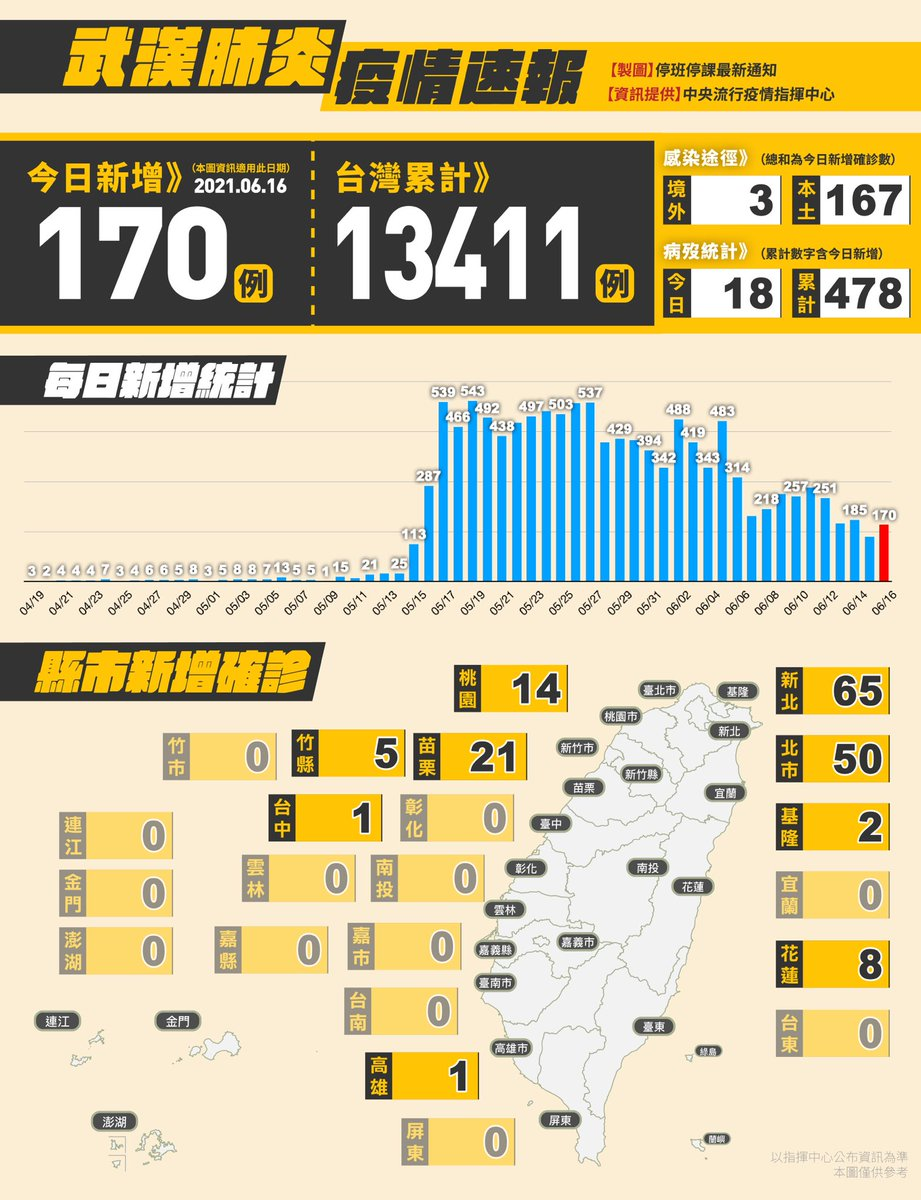 武漢肺炎
疫情速報
【製圖】停班停課最新通知
【資訊提供】中央流行疫情指揮中心
今日新增》
(本圖資訊適用此日期)
2021.06.16
170例
台灣累計》
13411例
感染途徑》(總和為今日新增確診數)
境外 3
本土 167
病歿統計》(累計數字含今日新增)
今日 18
累計 478
每日新增統計
3 2 4 4 4 7 3 4 6 6 5 8 3 5 8 8 7 13 5 5 1 15 21 25 113 287 539 466 543 492 438 497 503 537 429 394 342 488 419 343 483 314 218 257 251 185 170
04/19 04/21 04/23 04/25 04/27 04/29 05/01 05/03 05/05 05/07 05/09 05/11 05/13 05/15 05/17 05/19 05/21 05/23 05/25 05/27 05/29 05/31 06/02 06/04 06/06 06/08 06/10 06/12 06/14 06/16
縣市新增確診
桃園 14
新北 65
竹市 0
竹縣 5
苗栗 21
北市 50
台中 1
彰化 0
基隆 2
連江 0
雲林 0
南投 0
宜蘭 0
金門 0
澎湖 0
嘉縣 0
嘉市 0
花蓮 8
台南 0
台東 0
高雄 1
屏東 0
臺北市
基隆
桃園市
新北
新竹市
新竹縣
苗栗
宜蘭
臺中
彰化
南投
花蓮
雲林
嘉義市
嘉義縣
臺南市
連江
金門
臺東
高雄市
綠島
澎湖
屏東
蘭嶼
以指揮中心公布資訊為準
本圖僅供參考